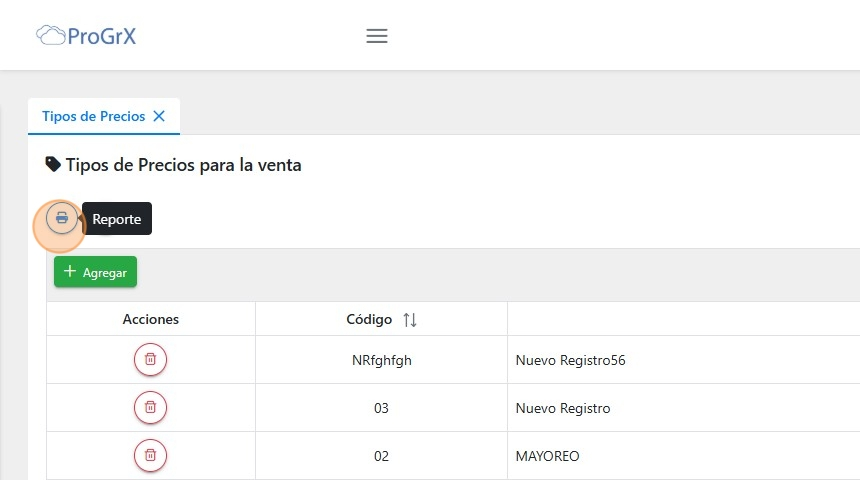 ProGrX
Tipos de Precios
Tipos de Precios para la venta
Reporte
Agregar
Acciones Código
NRfghfgh Nuevo Registro56
03 Nuevo Registro
02 MAYOREO